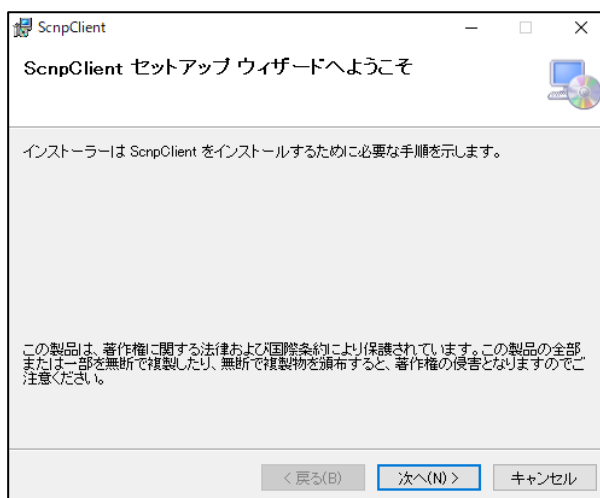 ScnpClient
ScnpClient セットアップ ウィザードへようこそ
インストーラーは ScnpClient をインストールするために必要な手順を示します。
この製品は、著作権に関する法律および国際条約により保護されています。この製品の全部
または一部を無断で複製したり、無断で複製物を頒布すると、著作権の侵害となりますのでご
注意ください。
< 戻る(B)
次へ(N) >
キャンセル